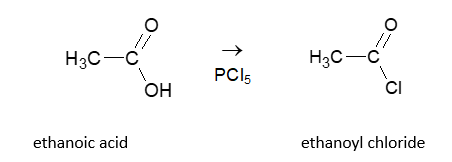 H₃C—C
O
OH
→
PCl₅
H₃C—C
O
Cl
ethanoic acid
ethanoyl chloride